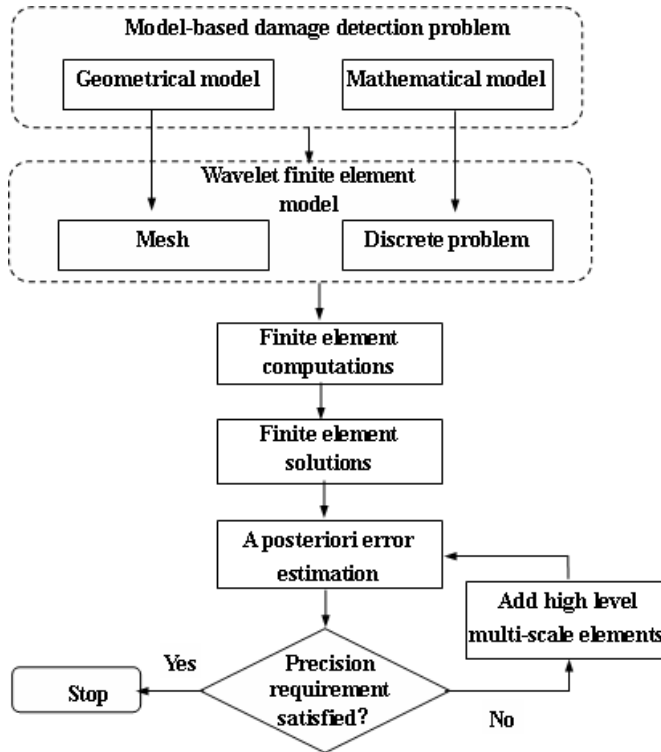 Model-based damage detection problem
Geometrical model
Mathematical model
Wavelet finite element
model
Mesh
Discrete problem
Finite element
computations
Finite element
solutions
A posteriori error
estimation
Add high level
multi-scale elements
Yes
Precision
requirement
satisfied?
Stop
No